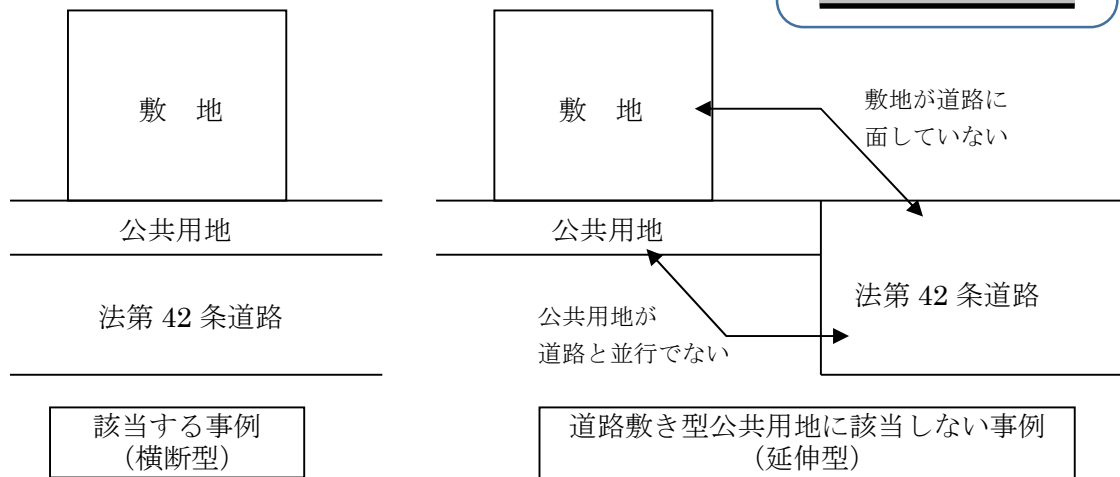 敷　地
公共用地
法第 42 条道路
該当する事例
（横断型）
敷　地
敷地が道路に
面していない
公共用地
法第 42 条道路
公共用地が
道路と並行でない
道路敷き型公共用地に該当しない事例
（延伸型）